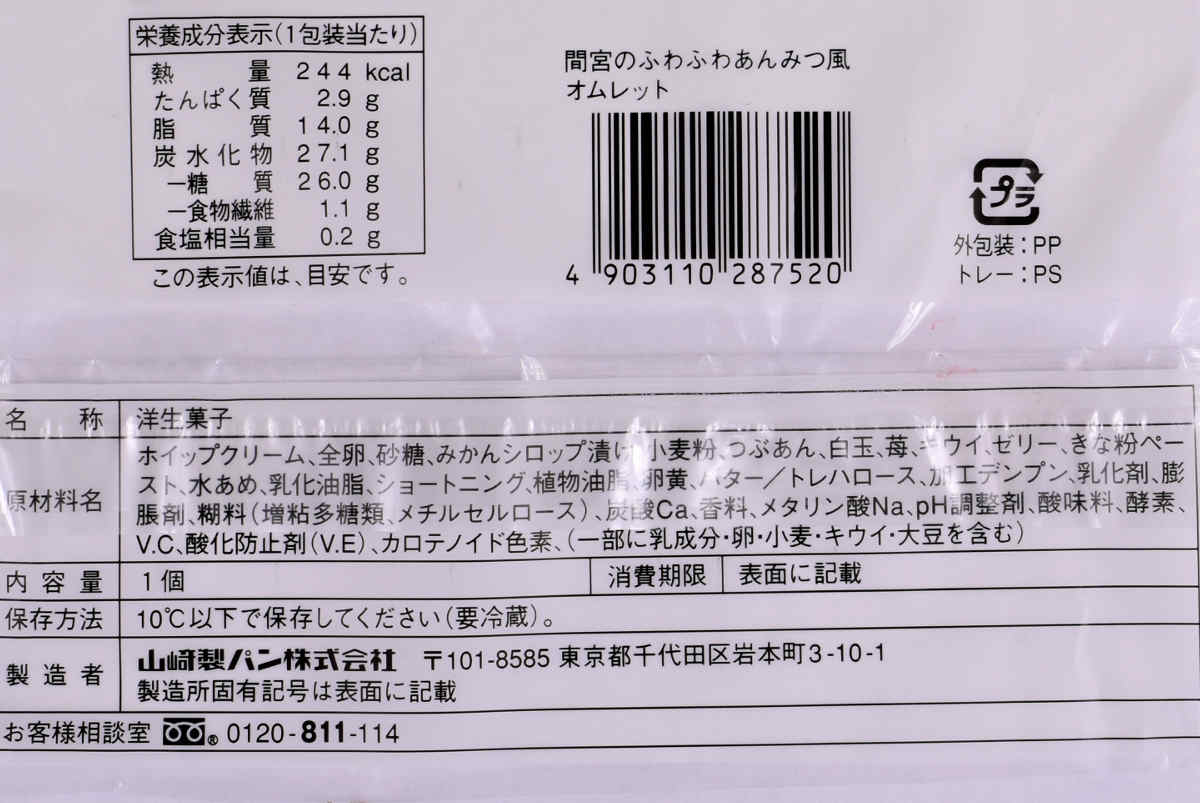 栄養成分表示(1包装当たり)
熱量 244 kcal
たんぱく質 2.9 g
脂質 14.0 g
炭水化物 27.1 g
ー糖質 26.0 g
ー食物繊維 1.1 g
食塩相当量 0.2 g
この表示値は、目安です。
間宮のふわふわあんみつ風
オムレット
4 903110 287520
プラ
外包装:PP
トレー:PS
名称 洋生菓子
原材料名 ホイップクリーム、全卵、砂糖、みかんシロップ漬け、小麦粉、つぶあん、白玉、苺、キウイ、ゼリー、きな粉ペー
スト、水あめ、乳化油脂、ショートニング、植物油脂、卵黄、バター/トレハロース、加工デンプン、乳化剤、膨
脹剤、糊料(増粘多糖類、メチルセルロース)、炭酸Ca、香料、メタリン酸Na、pH調整剤、酸味料、酵素、
V.C、酸化防止剤(V.E)、カロテノイド色素、(一部に乳成分・卵・小麦・キウイ・大豆を含む)
内容量 1個 消費期限 表面に記載
保存方法 10℃以下で保存してください(要冷蔵)。
製造者 山崎製パン株式会社 〒101-8585 東京都千代田区岩本町3-10-1
製造所固有記号は表面に記載
お客様相談室 ® 0120-811-114